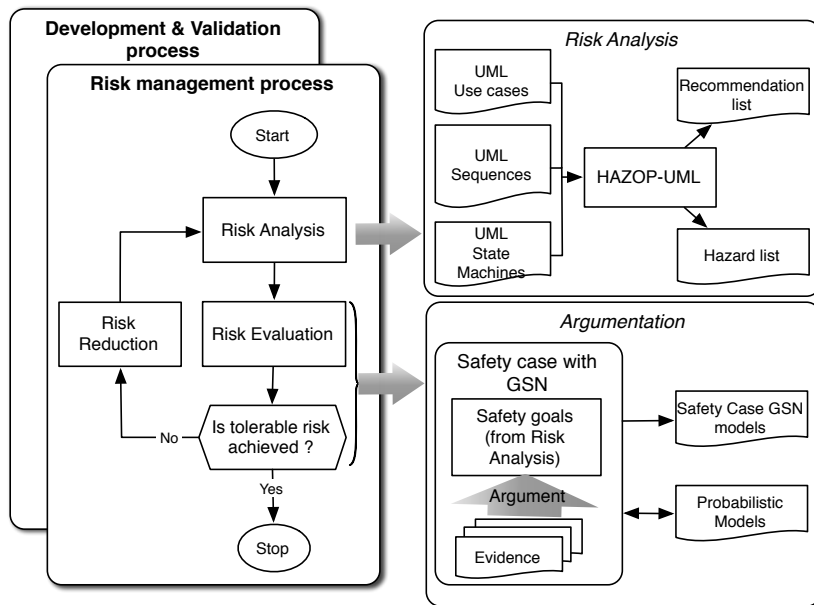 Development & Validation
process
Risk management process
Start
Risk Analysis
Risk
Reduction
Risk Evaluation
Is tolerable risk
achieved ?
No
Yes
Stop
Risk Analysis
UML
Use cases
UML
Sequences
UML
State
Machines
HAZOP-UML
Recommendation
list
Hazard list
Argumentation
Safety case with
GSN
Safety goals
(from Risk
Analysis)
Argument
Evidence
Safety Case GSN
models
Probabilistic
Models